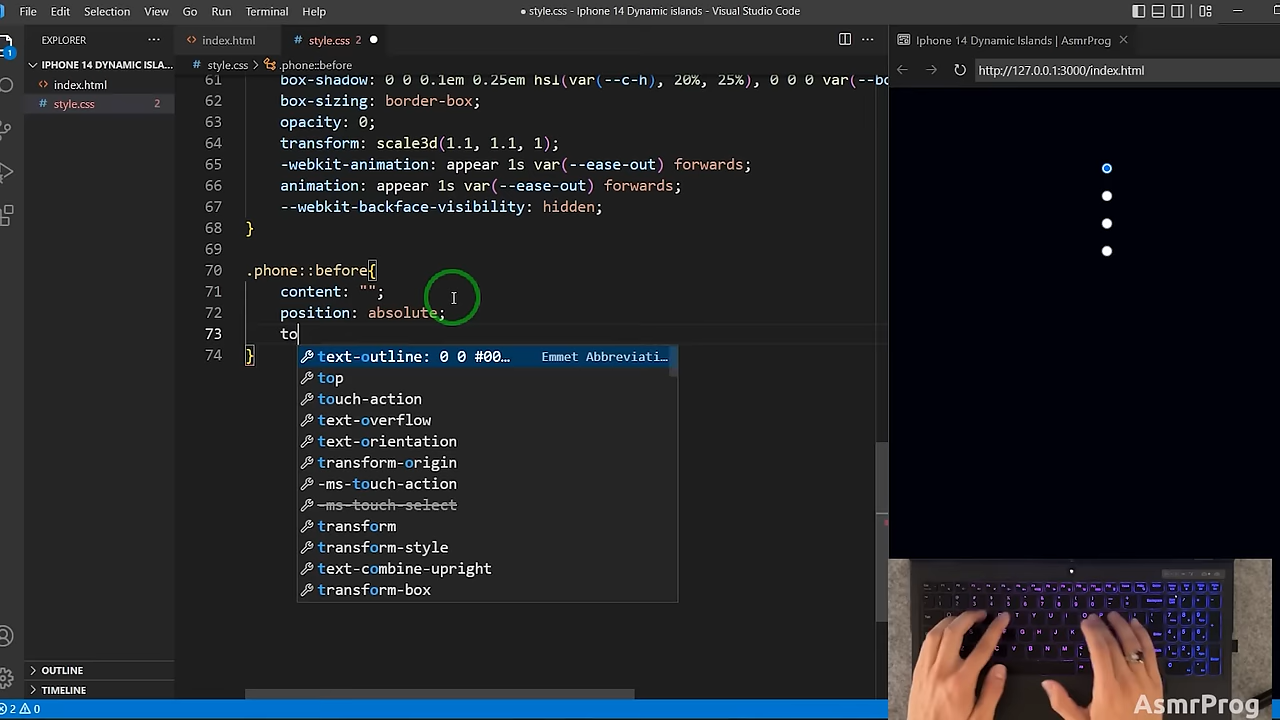 File Edit Selection View Go Run Terminal Help
● style.css - Iphone 14 Dynamic islands - Visual Studio Code
EXPLORER
IPHONE 14 DYNAMIC ISLA...
index.html
style.css 2
1
OUTLINE
TIMELINE
2 0
index.html
style.css 2
style.css > .phone::before
61 box-shadow: 0 0 0.1em 0.25em hsl(var(--c-h), 20%, 25%), 0 0 0 var(--bo
62 box-sizing: border-box;
63 opacity: 0;
64 transform: scale3d(1.1, 1.1, 1);
65 -webkit-animation: appear 1s var(--ease-out) forwards;
66 animation: appear 1s var(--ease-out) forwards;
67 --webkit-backface-visibility: hidden;
68 }
69
70 .phone::before{
71 content: "";
72 position: absolute;
73 to
74 }
text-outline: 0 0 #00... Emmet Abbreviati...
top
touch-action
text-overflow
text-orientation
transform-origin
-ms-touch-action
-ms-touch-select
transform
transform-style
text-combine-upright
transform-box
Iphone 14 Dynamic Islands | AsmrProg
http://127.0.0.1:3000/index.html
AsmrProg